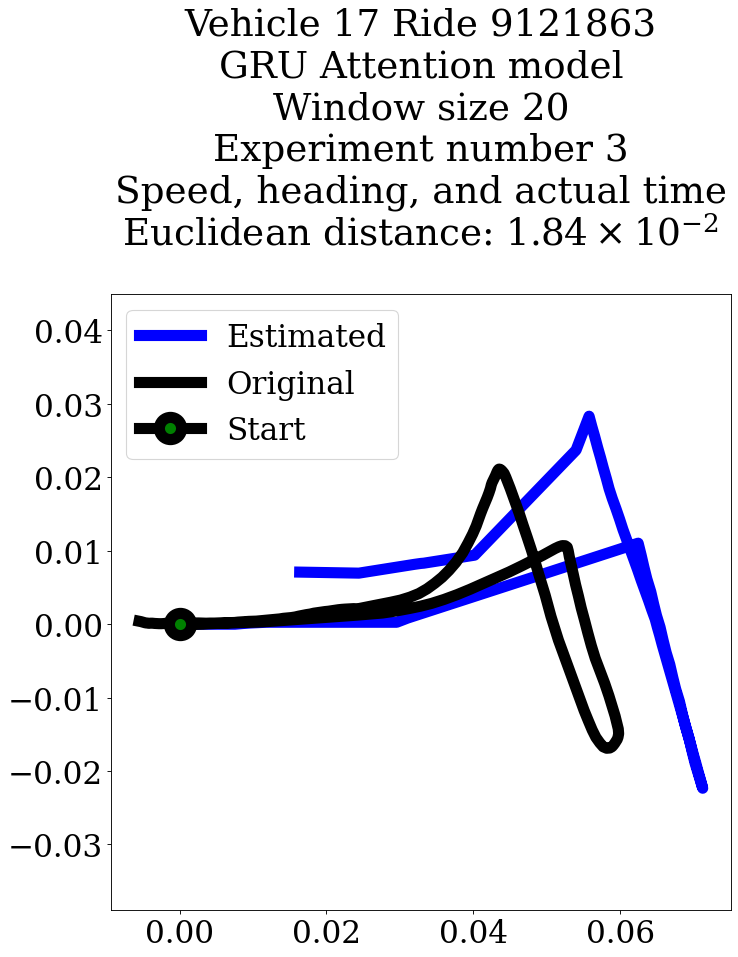 Vehicle 17 Ride 9121863
GRU Attention model
Window size 20
Experiment number 3
Speed, heading, and actual time
Euclidean distance: 1.84 × 10⁻²
Estimated
Original
Start
0.04
0.03
0.02
0.01
0.00
−0.01
−0.02
−0.03
0.00 0.02 0.04 0.06